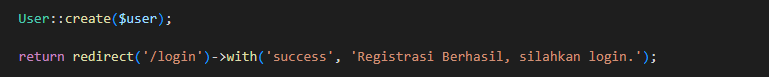 User::create($user);
return redirect('/login')->with('success', 'Registrasi Berhasil, silahkan login.');